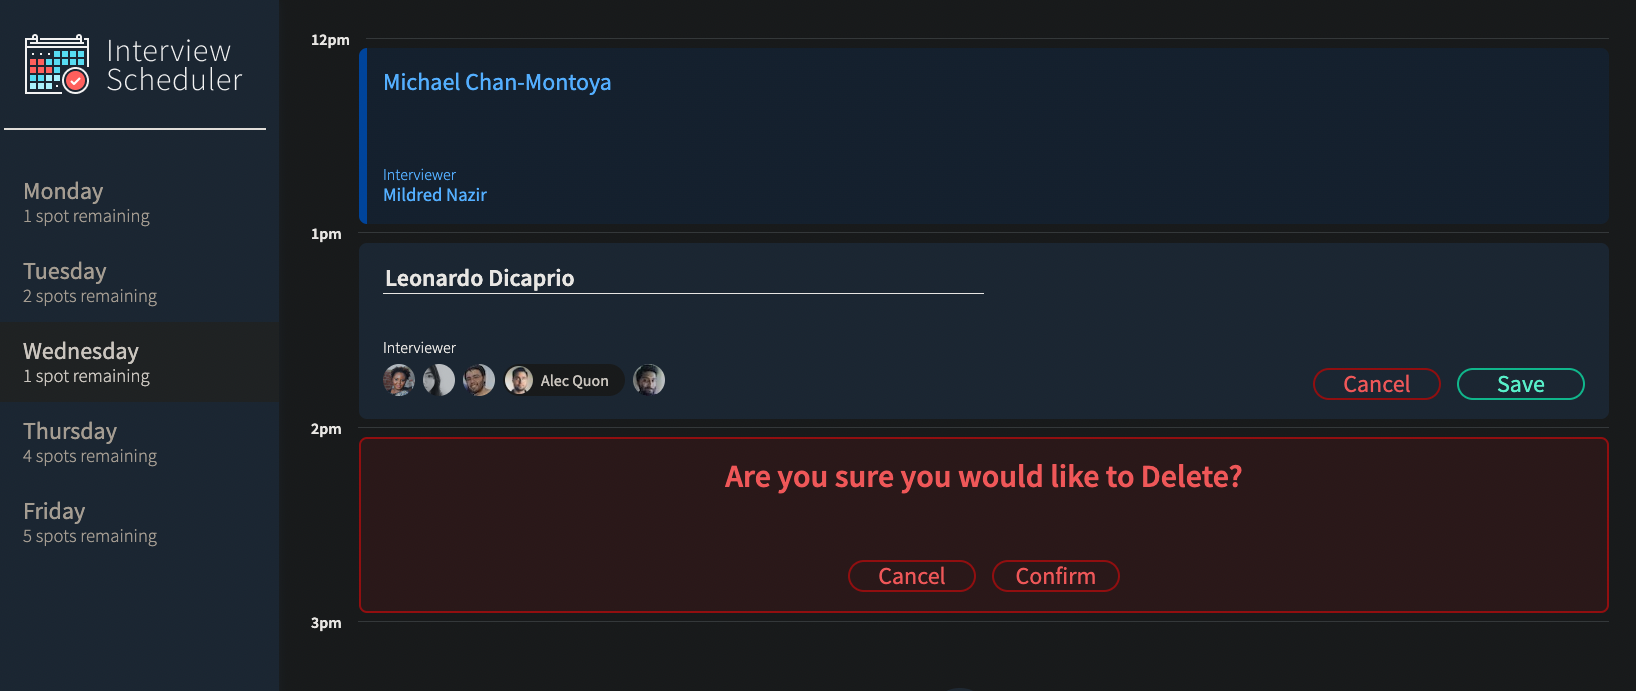 Interview
Scheduler
Monday
1 spot remaining
Tuesday
2 spots remaining
Wednesday
1 spot remaining
Thursday
4 spots remaining
Friday
5 spots remaining
12pm
Michael Chan-Montoya
Interviewer
Mildred Nazir
1pm
Leonardo Dicaprio
Interviewer
Alec Quon
Cancel Save
2pm
Are you sure you would like to Delete?
Cancel Confirm
3pm